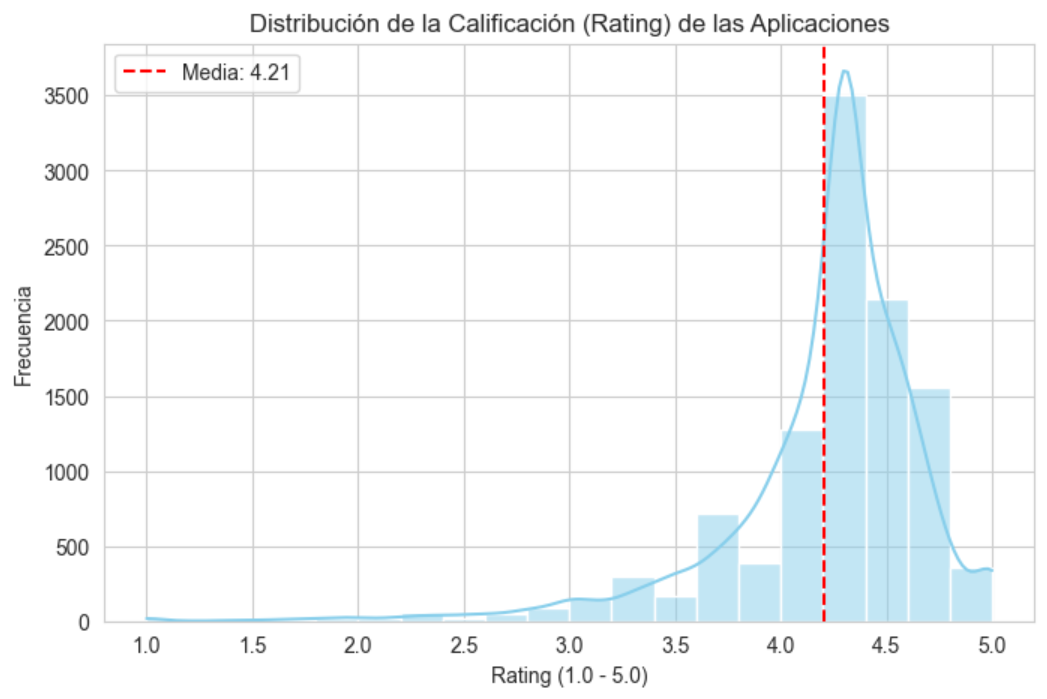 Distribución de la Calificación (Rating) de las Aplicaciones
Media: 4.21
Frecuencia
3500
3000
2500
2000
1500
1000
500
0
1.0 1.5 2.0 2.5 3.0 3.5 4.0 4.5 5.0
Rating (1.0 - 5.0)